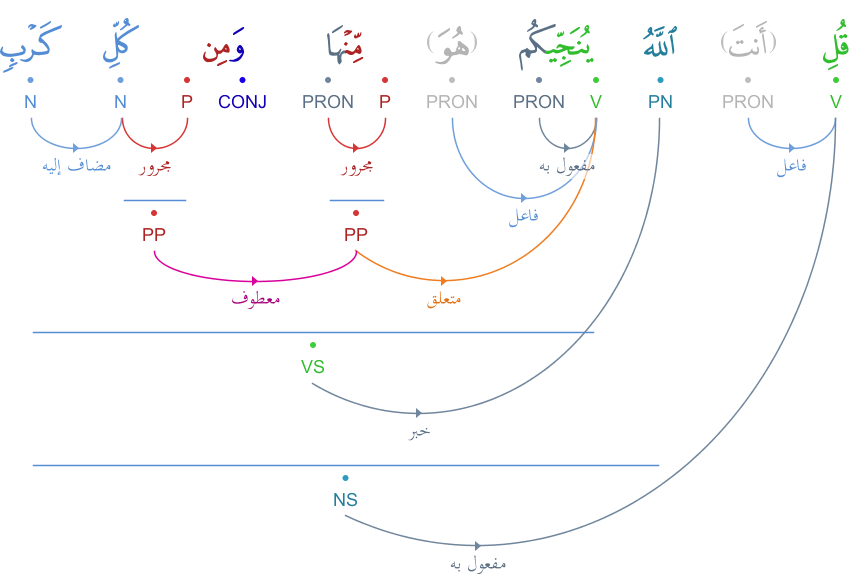 قُلِ (أَنتَ) ٱللَّهُ يُنَجِّيكُم (هُوَ) مِّنْهَا وَمِن كُلِّ كَرْبٍ
V PRON PN V PRON PRON P PRON CONJ P N N
فاعل مفعول به مجرور مجرور مضاف إليه
فاعل
PP PP
متعلق معطوف
VS
خبر
NS
مفعول به